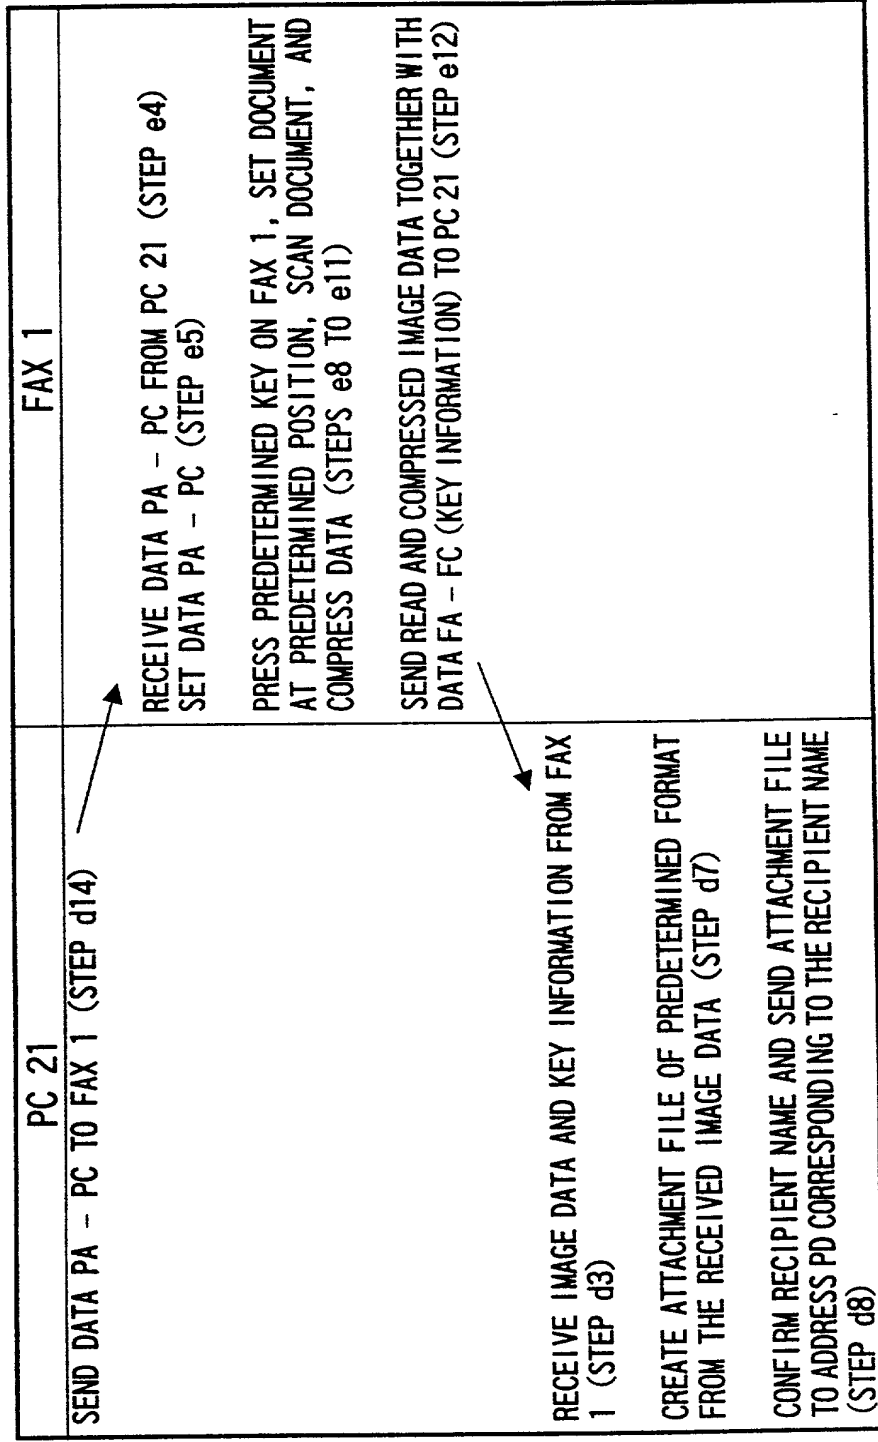 PC 21
SEND DATA PA - PC TO FAX 1 (STEP d14)
RECEIVE IMAGE DATA AND KEY INFORMATION FROM FAX
1 (STEP d3)
CREATE ATTACHMENT FILE OF PREDETERMINED FORMAT
FROM THE RECEIVED IMAGE DATA (STEP d7)
CONFIRM RECIPIENT NAME AND SEND ATTACHMENT FILE
TO ADDRESS PD CORRESPONDING TO THE RECIPIENT NAME
(STEP d8)
FAX 1
RECEIVE DATA PA - PC FROM PC 21 (STEP e4)
SET DATA PA - PC (STEP e5)
PRESS PREDETERMINED KEY ON FAX 1, SET DOCUMENT
AT PREDETERMINED POSITION, SCAN DOCUMENT, AND
COMPRESS DATA (STEPS e8 TO e11)
SEND READ AND COMPRESSED IMAGE DATA TOGETHER WITH
DATA FA - FC (KEY INFORMATION) TO PC 21 (STEP e12)